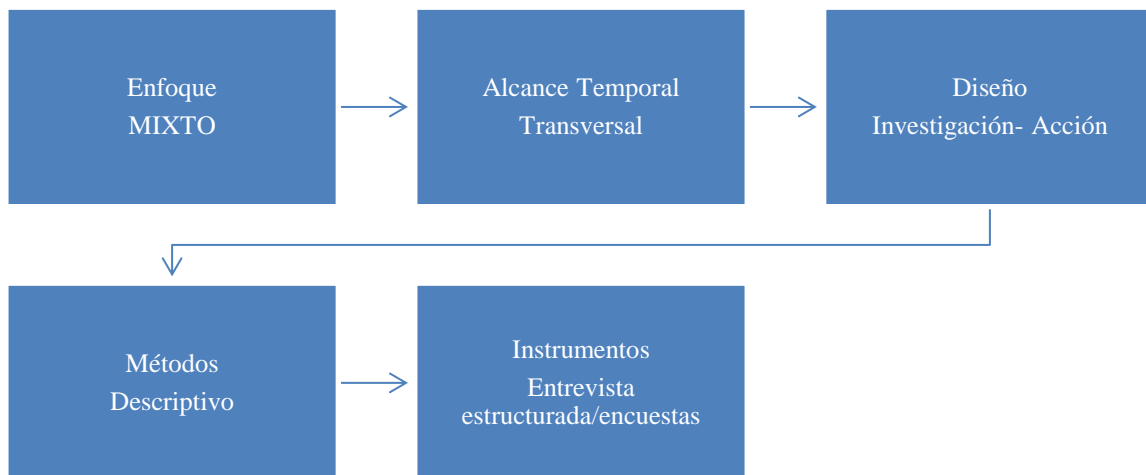 Enfoque
MIXTO
Alcance Temporal
Transversal
Diseño
Investigación- Acción
Métodos
Descriptivo
Instrumentos
Entrevista
estructurada/encuestas